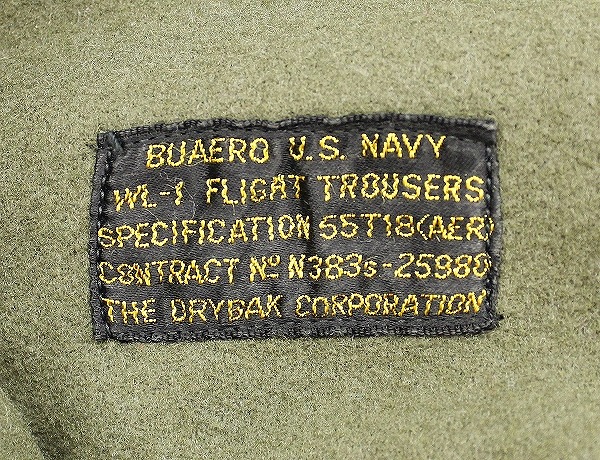 BUAERO U.S. NAVY
WL-1 FLIGHT TROUSERS
SPECIFICATION 55T18(AER)
CONTRACT No N383s-25980
THE DRYBAK CORPORATION